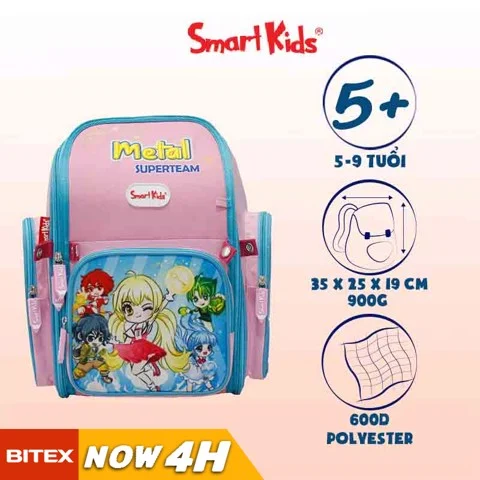 Smart Kids®
5+
5-9 TUỔI
Metal
SUPERTEAM
Smart Kids®
35 X 25 X 19 CM
900G
600D
POLYESTER
BITEX NOW 4H